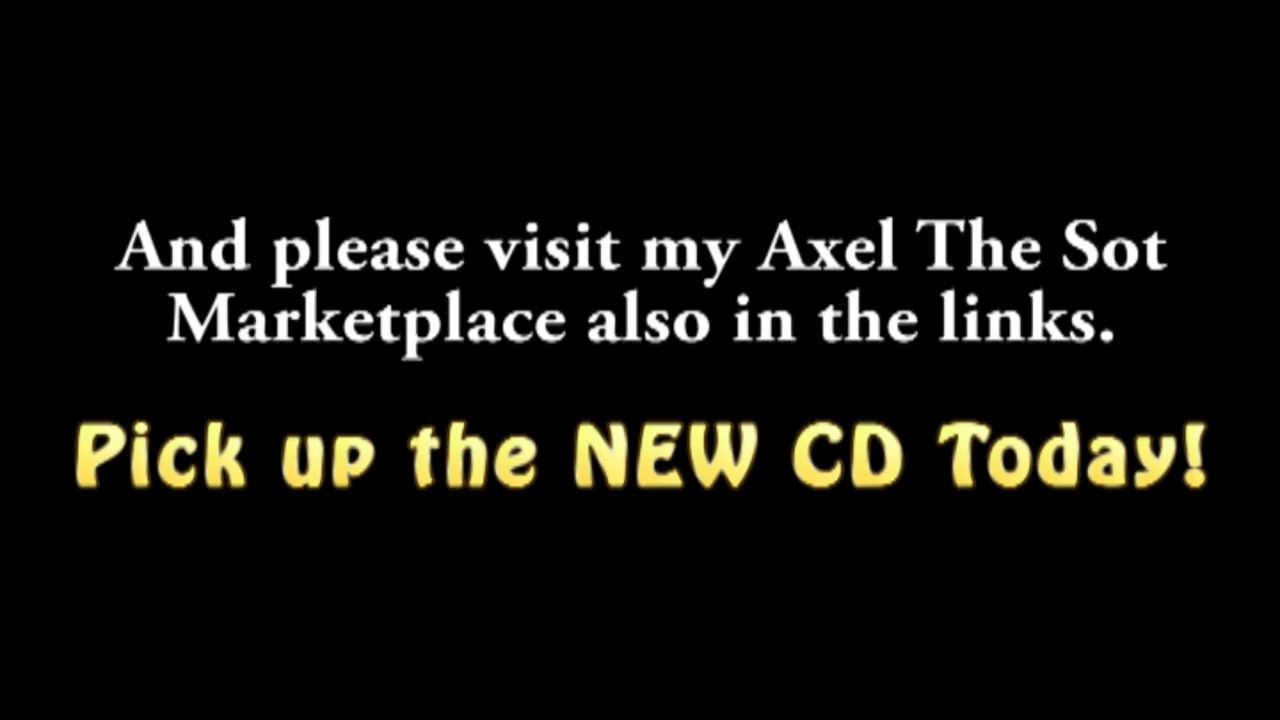 And please visit my Axel The Sot
Marketplace also in the links.
Pick up the NEW CD Today!